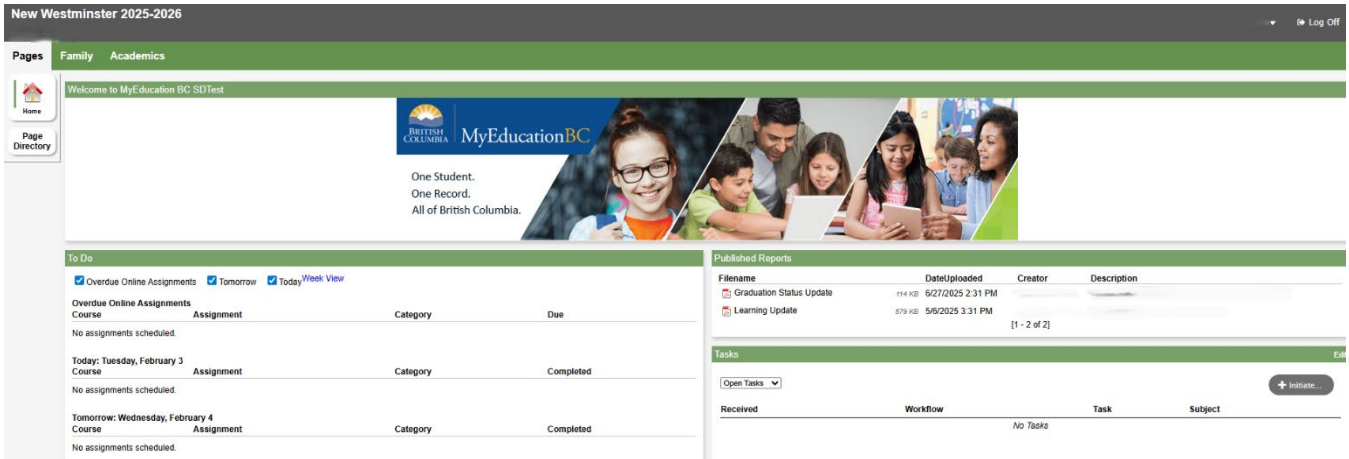 New Westminster 2025-2026
Log Off
Pages Family Academics
Home
Page
Directory
Welcome to MyEducation BC SDTest
BRITISH
COLUMBIA
MyEducationBC
One Student.
One Record.
All of British Columbia.
To Do
Overdue Online Assignments Tomorrow Today Week View
Overdue Online Assignments
Course Assignment Category Due
No assignments scheduled.
Today: Tuesday, February 3
Course Assignment Category Completed
No assignments scheduled.
Tomorrow: Wednesday, February 4
Course Assignment Category Completed
No assignments scheduled.
Published Reports
Filename DateUploaded Creator Description
Graduation Status Update 114 KB 6/27/2025 2:31 PM
Learning Update 579 KB 5/6/2025 3:31 PM
[1 - 2 of 2]
Tasks
Open Tasks
+ Initiate...
Received Workflow Task Subject
No Tasks